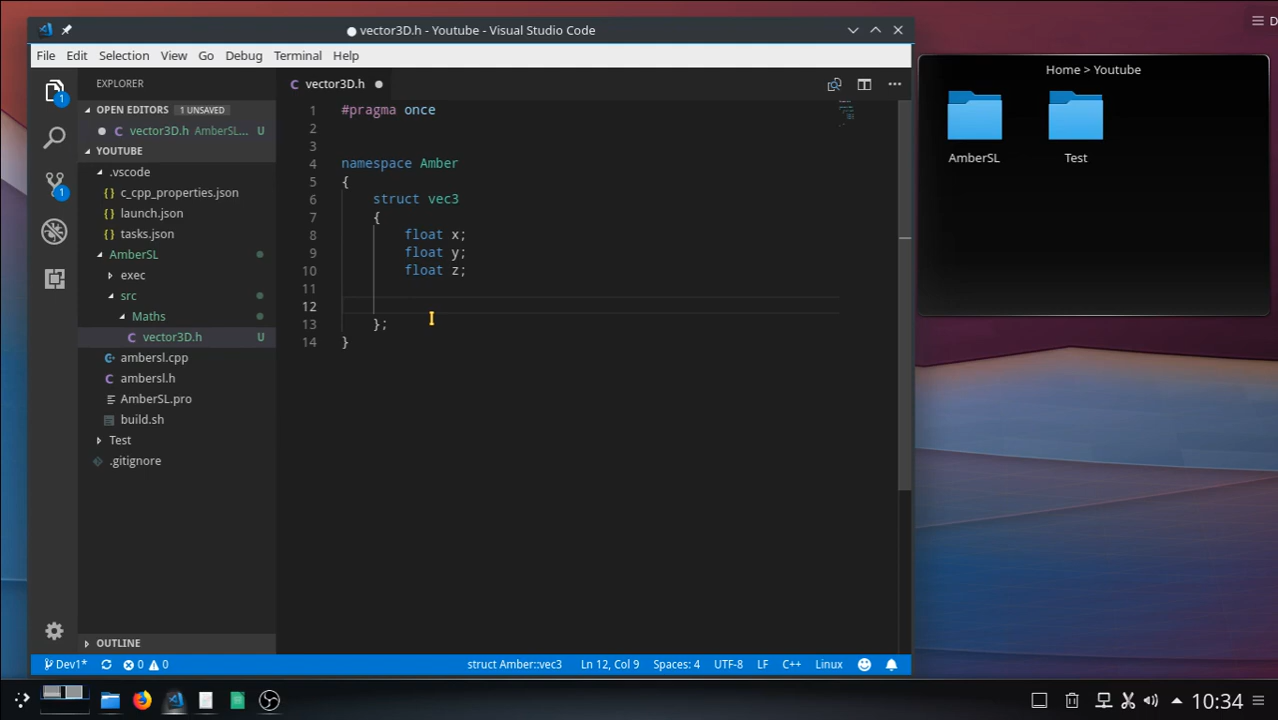 vector3D.h - Youtube - Visual Studio Code
File Edit Selection View Go Debug Terminal Help
EXPLORER
OPEN EDITORS 1 UNSAVED
vector3D.h AmberSL... U
YOUTUBE
.vscode
c_cpp_properties.json
launch.json
tasks.json
AmberSL
exec
src
Maths
vector3D.h U
ambersl.cpp
ambersl.h
AmberSL.pro
build.sh
Test
.gitignore
OUTLINE
1
1
vector3D.h
1 #pragma once
2
3
4 namespace Amber
5 {
6 struct vec3
7 {
8 float x;
9 float y;
10 float z;
11
12
13 };
14 }
Dev1* 0 0 struct Amber::vec3 Ln 12, Col 9 Spaces: 4 UTF-8 LF C++ Linux
D
Home > Youtube
AmberSL Test
10:34